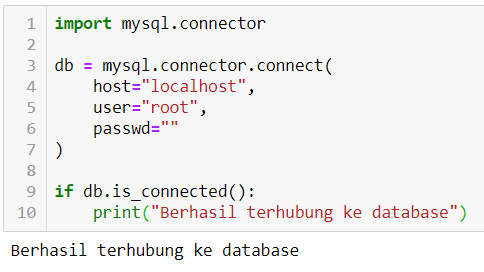 1 import mysql.connector
2
3 db = mysql.connector.connect(
4     host="localhost",
5     user="root",
6     passwd=""
7 )
8
9 if db.is_connected():
10     print("Berhasil terhubung ke database")
Berhasil terhubung ke database